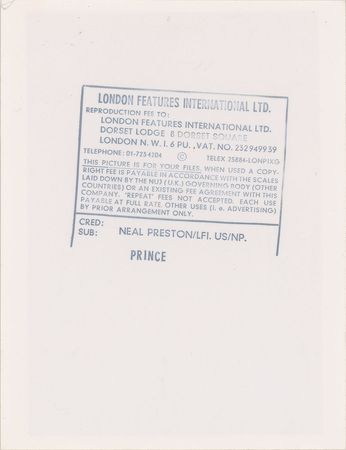 LONDON FEATURES INTERNATIONAL LTD.
REPRODUCTION FEE TO:
LONDON FEATURES INTERNATIONAL LTD.
DORSET LODGE 8 DORSET SQUARE
LONDON N.W.I.6 PU.,VAT. NO. 232949939
TELEPHONE: 01-723 4204 © TELEX 25884-LONPIXG
THIS PICTURE IS FOR YOUR FILES, WHEN USED A COPY-
RIGHT FEE IS PAYABLE IN ACCORDANCE WITH THE SCALES
LAID DOWN BY THE NUJ (U.K.) GOVERNING BODY (OTHER
COUNTRIES) OR AN EXISTING FEE AGREEMENT WITH THIS
COMPANY. "REPEAT" FEES NOT ACCEPTED. EACH USE
PAYABLE AT FULL RATE. OTHER USES (i. e. ADVERTISING)
BY PRIOR ARRANGEMENT ONLY.
CRED:
SUB: NEAL PRESTON/LFI. US/NP.
PRINCE